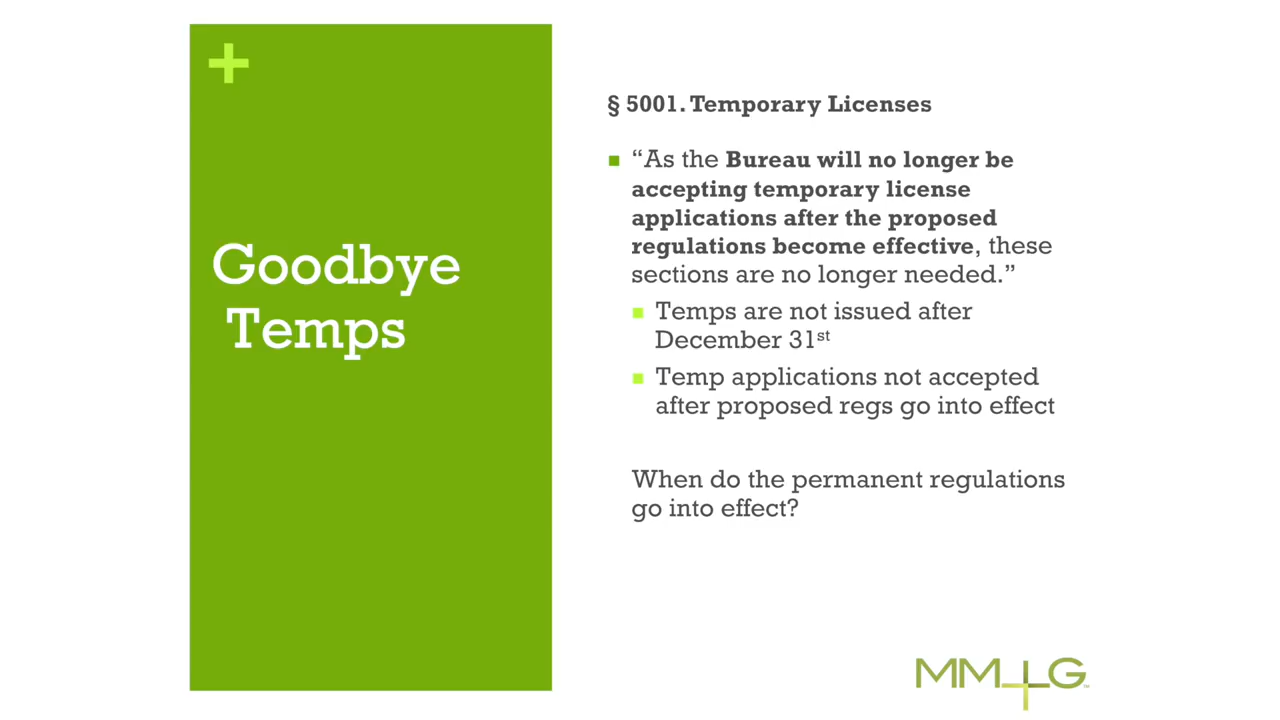 +
Goodbye
Temps
§ 5001. Temporary Licenses
“As the Bureau will no longer be
accepting temporary license
applications after the proposed
regulations become effective, these
sections are no longer needed.”
Temps are not issued after
December 31st
Temp applications not accepted
after proposed regs go into effect
When do the permanent regulations
go into effect?
MMLG